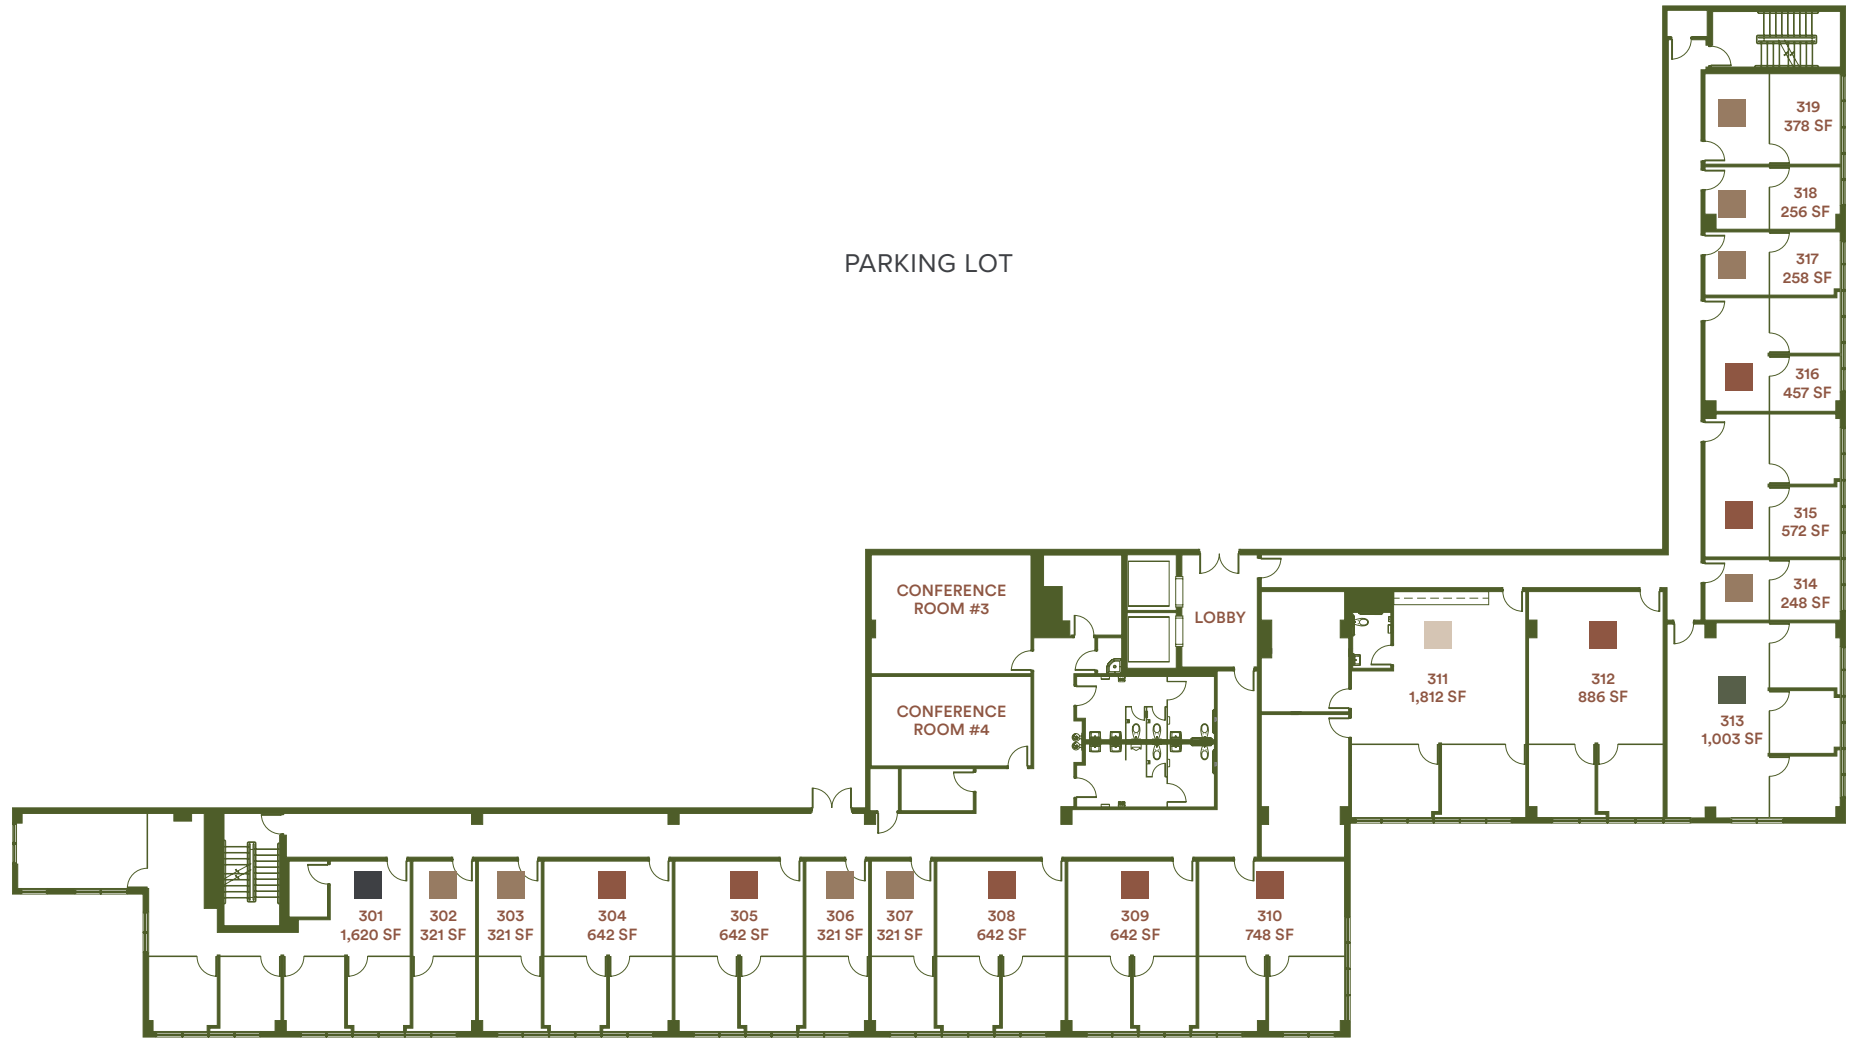 319
378 SF
318
256 SF
PARKING LOT
317
258 SF
316
457 SF
315
572 SF
314
248 SF
CONFERENCE
ROOM #3
LOBBY
CONFERENCE
ROOM #4
311
1,812 SF
312
886 SF
313
1,003 SF
301
1,620 SF
302
321 SF
303
321 SF
304
642 SF
305
642 SF
306
321 SF
307
321 SF
308
642 SF
309
642 SF
310
748 SF